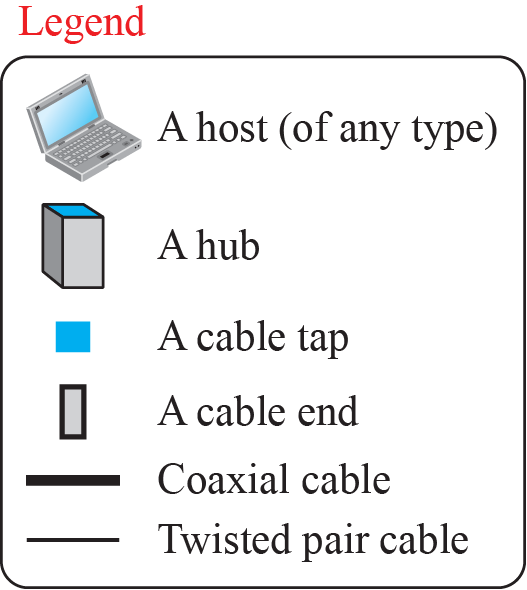 Legend
A host (of any type)
A hub
A cable tap
A cable end
Coaxial cable
Twisted pair cable